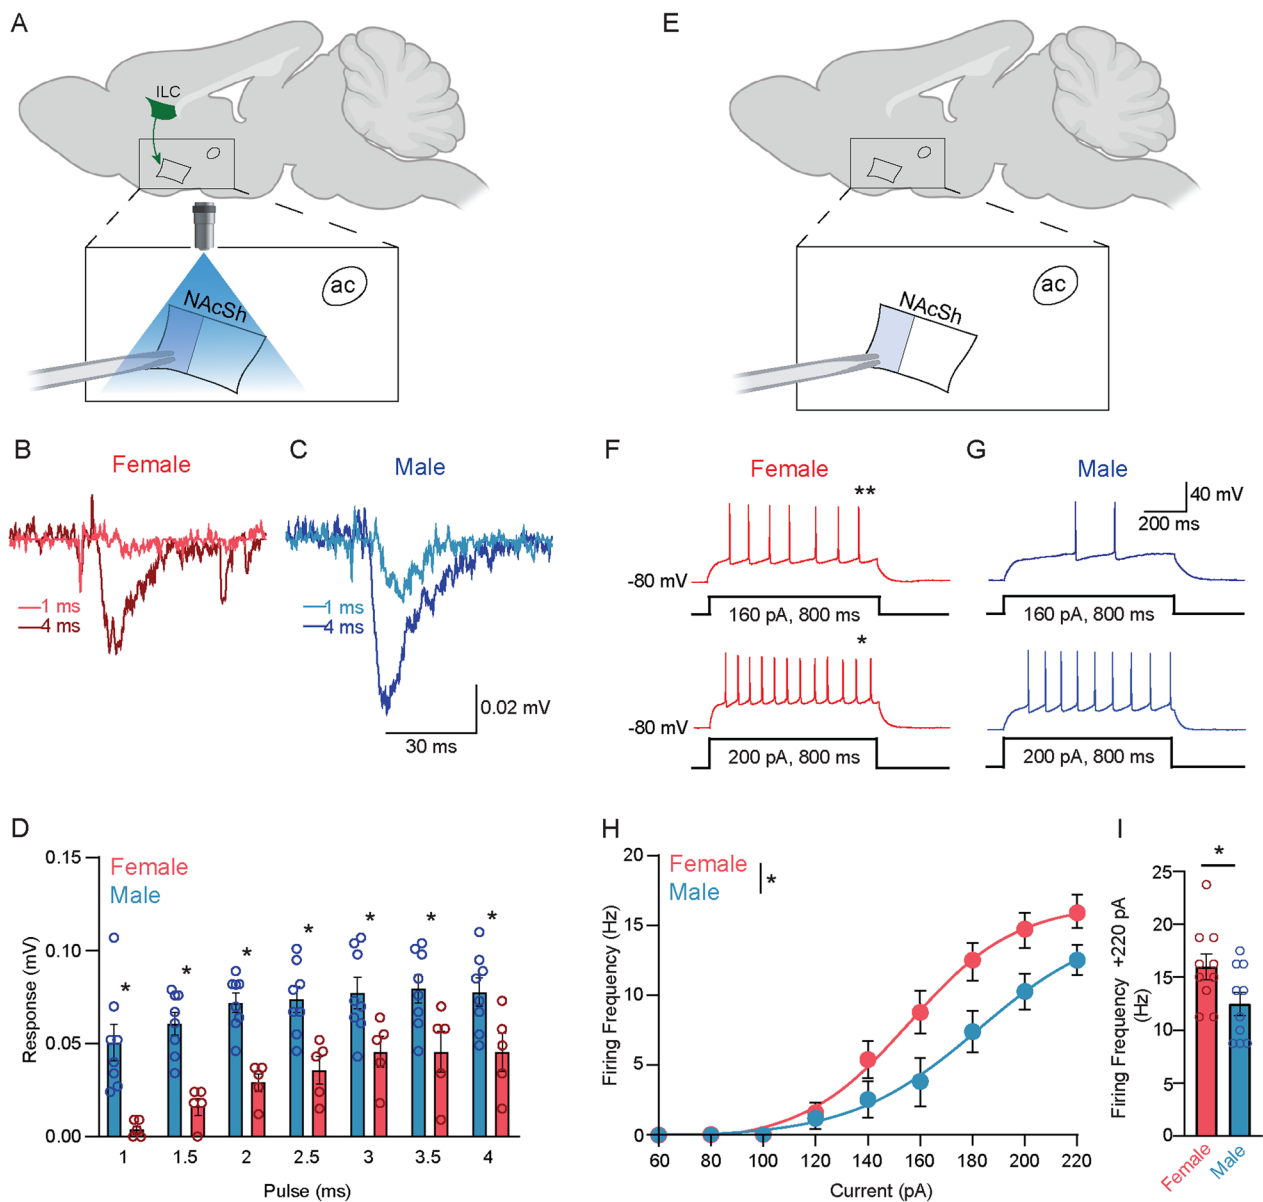 A
ILC
NAcSh
ac
E
NAcSh
ac
B
Female
1 ms
4 ms
C
Male
1 ms
4 ms
0.02 mV
30 ms
F
Female
**
-80 mV
160 pA, 800 ms
*
-80 mV
200 pA, 800 ms
G
Male
40 mV
200 ms
160 pA, 800 ms
200 pA, 800 ms
D
Female
Male
Response (mV)
0.15
0.10
0.05
0.00
* * * * * * *
1 1.5 2 2.5 3 3.5 4
Pulse (ms)
H
Female
Male
*
Firing Frequency (Hz)
20
15
10
5
0
60 80 100 120 140 160 180 200 220
Current (pA)
I
*
Firing Frequency +220 pA
(Hz)
25
20
15
10
5
0
Female
Male